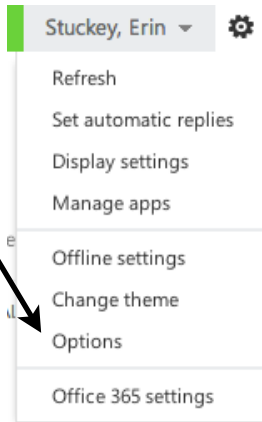 Stuckey, Erin
Refresh
Set automatic replies
Display settings
Manage apps
Offline settings
Change theme
Options
Office 365 settings